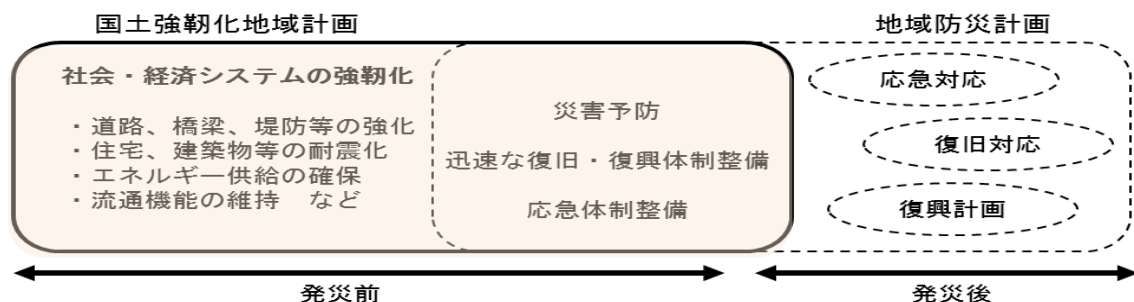 国土強靱化地域計画
地域防災計画
社会・経済システムの強靱化
・道路、橋梁、堤防等の強化
・住宅、建築物等の耐震化
・エネルギー供給の確保
・流通機能の維持　など
災害予防
迅速な復旧・復興体制整備
応急体制整備
応急対応
復旧対応
復興計画
発災前
発災後